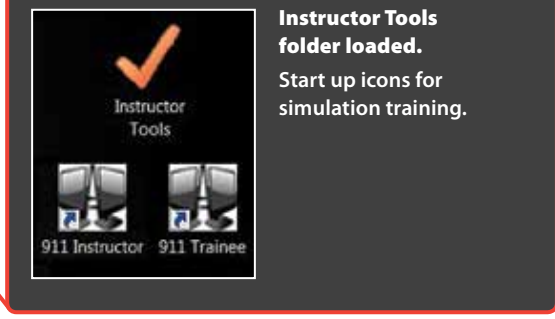 Instructor
Tools
911 Instructor
911 Trainee
Instructor Tools
folder loaded.
Start up icons for
simulation training.